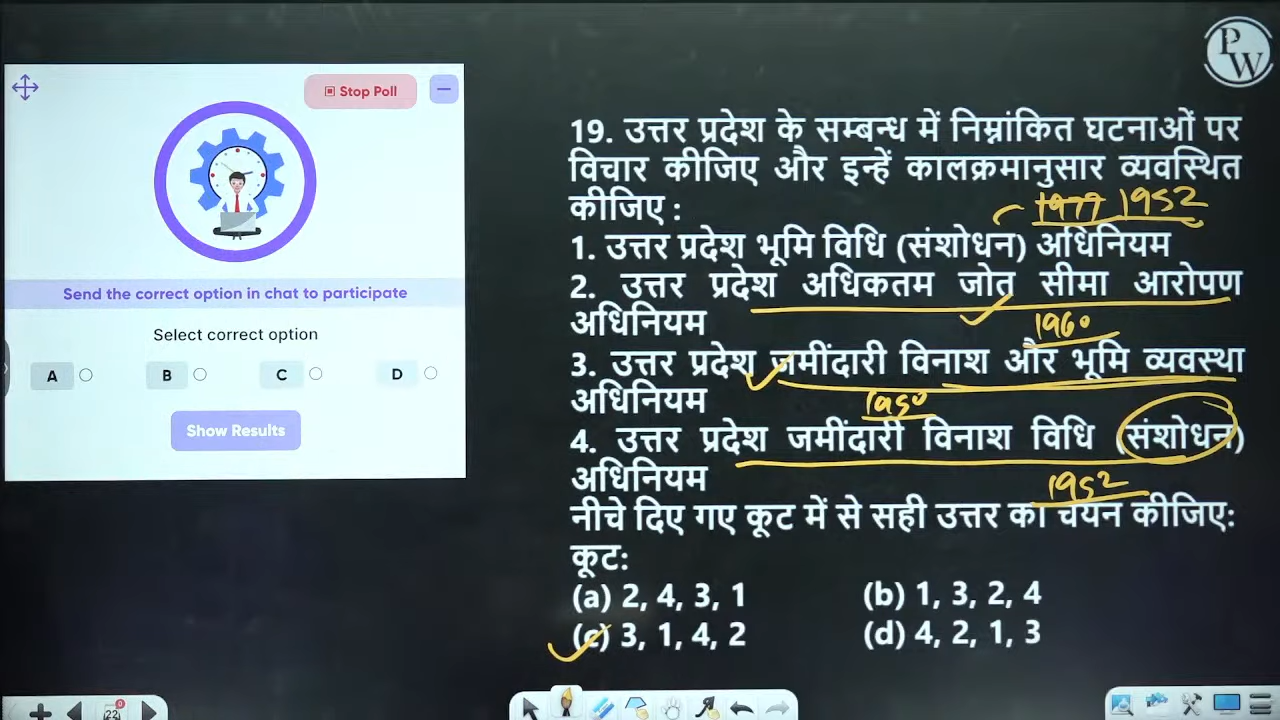 PW
Stop Poll
Send the correct option in chat to participate
Select correct option
A
B
C
D
Show Results
19. उत्तर प्रदेश के सम्बन्ध में निम्नांकित घटनाओं पर
विचार कीजिए और इन्हें कालक्रमानुसार व्यवस्थित
कीजिए :
1977 1952
1. उत्तर प्रदेश भूमि विधि (संशोधन) अधिनियम
2. उत्तर प्रदेश अधिकतम जोत सीमा आरोपण
अधिनियम
1960
3. उत्तर प्रदेश जमींदारी विनाश और भूमि व्यवस्था
अधिनियम
1950
4. उत्तर प्रदेश जमींदारी विनाश विधि (संशोधन)
अधिनियम
1952
नीचे दिए गए कूट में से सही उत्तर का चयन कीजिए:
कूट:
(a) 2, 4, 3, 1 (b) 1, 3, 2, 4
(c) 3, 1, 4, 2 (d) 4, 2, 1, 3
22